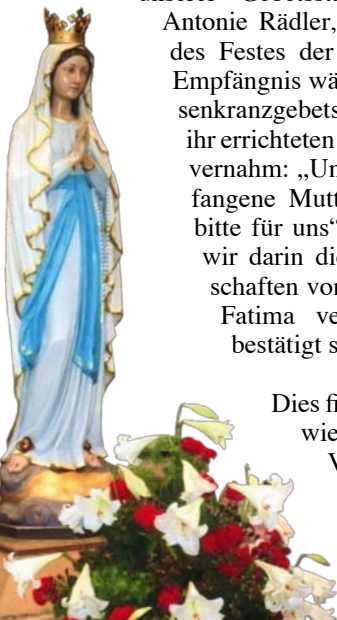 Antonie Rädler,
des Festes der
Empfängnis wä
senkranzgebets
ihr errichteten
vernahm: „Un
fangene Mutt
bitte für uns“
wir darin di
schaften vor
Fatima ve
bestätigt s
Dies fi
wie
V